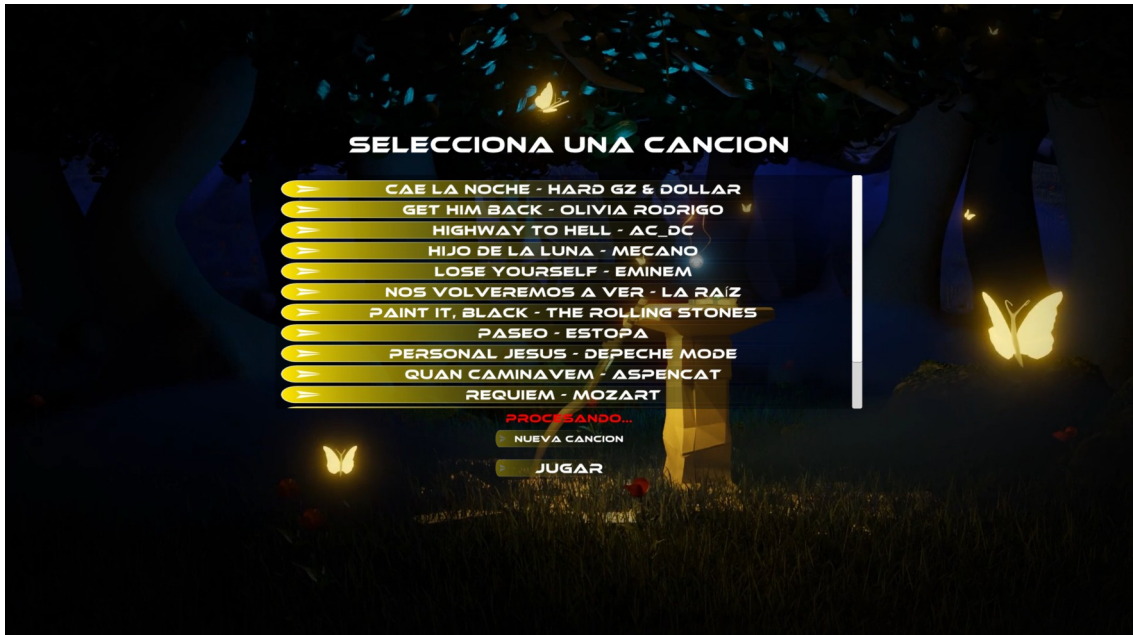 SELECCIONA UNA CANCION
CAE LA NOCHE - HARD GZ & DOLLAR
GET HIM BACK - OLIVIA RODRIGO
HIGHWAY TO HELL - AC_DC
HIJO DE LA LUNA - MECANO
LOSE YOURSELF - EMINEM
NOS VOLVEREMOS A VER - LA RAíZ
PAINT IT, BLACK - THE ROLLING STONES
PASEO - ESTOPA
PERSONAL JESUS - DEPECHE MODE
QUAN CAMINAVEM - ASPENCAT
REQUIEM - MOZART
PROCESANDO...
NUEVA CANCION
JUGAR